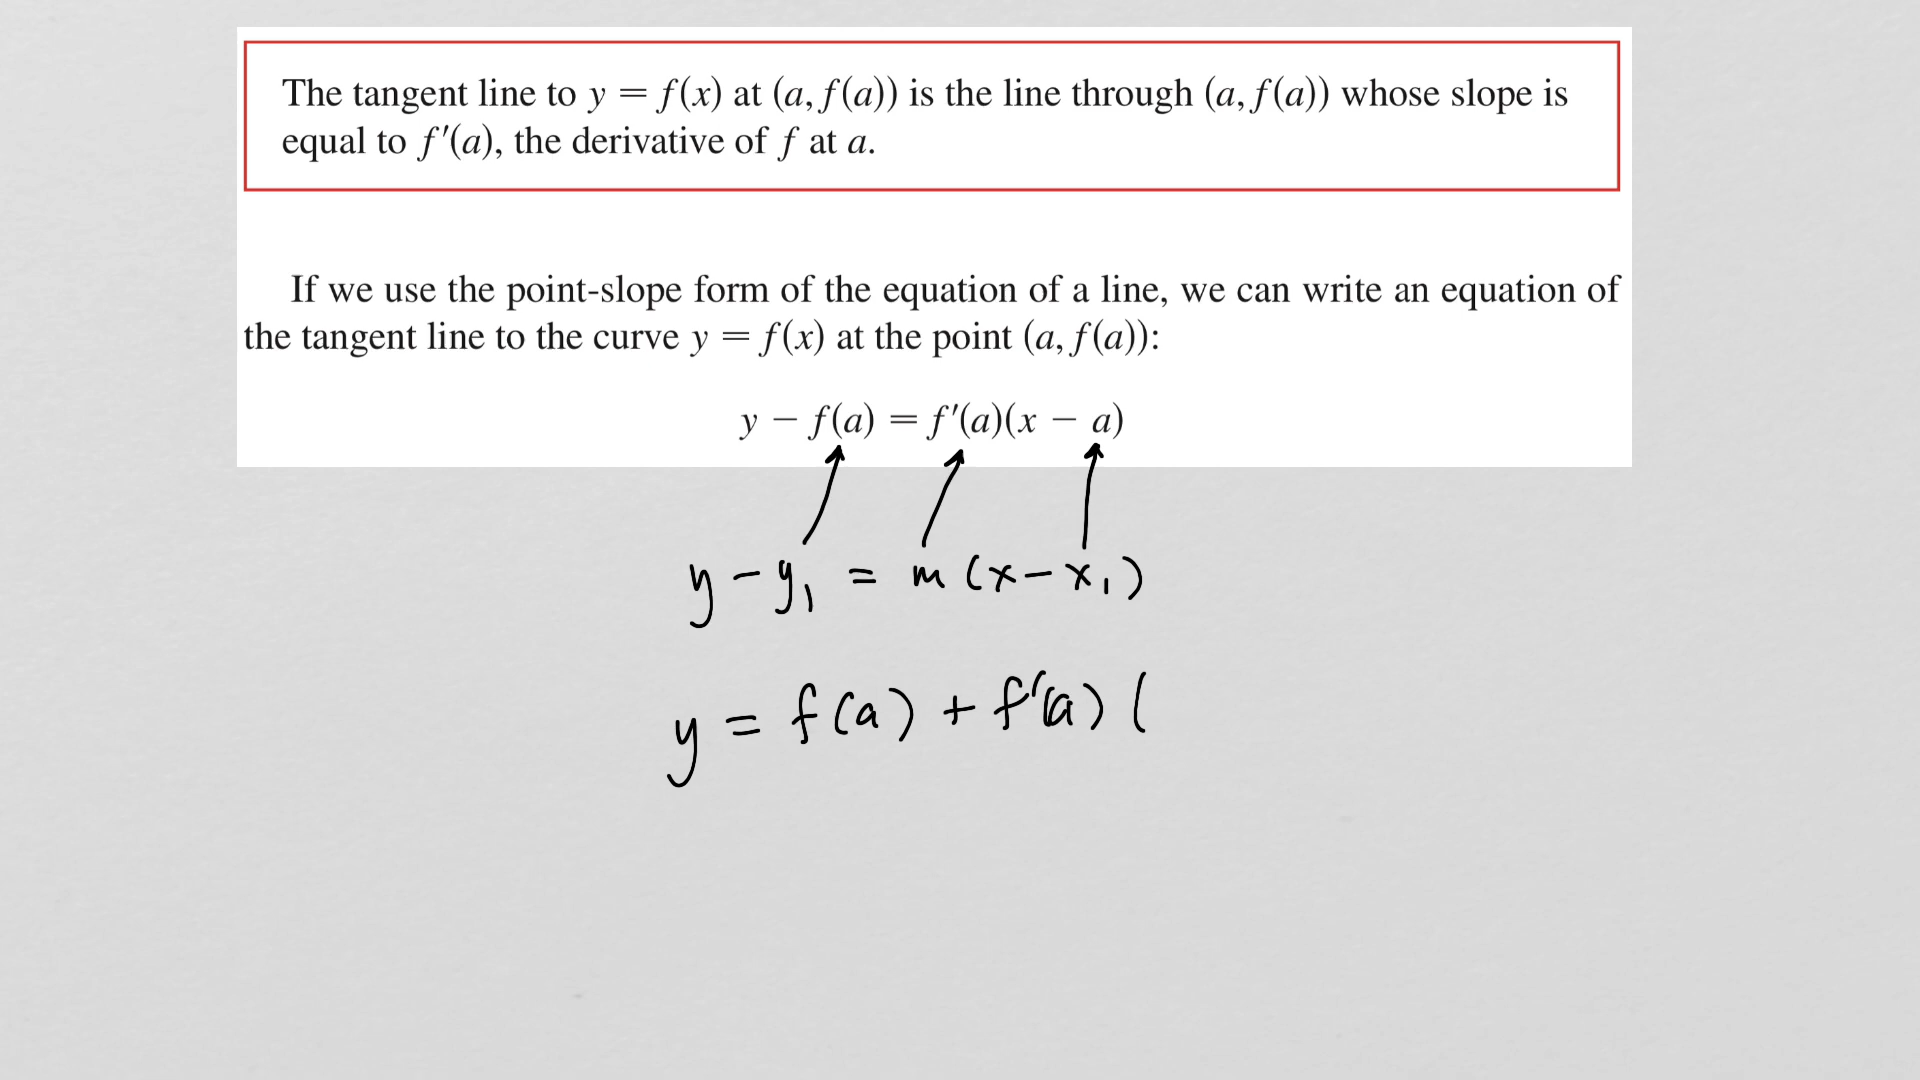 The tangent line to y = f(x) at (a, f(a)) is the line through (a, f(a)) whose slope is
equal to f′(a), the derivative of f at a.
If we use the point-slope form of the equation of a line, we can write an equation of
the tangent line to the curve y = f(x) at the point (a, f(a)):
y − f(a) = f′(a)(x − a)
y − y₁ = m (x − x₁)
y = f(a) + f′(a) (